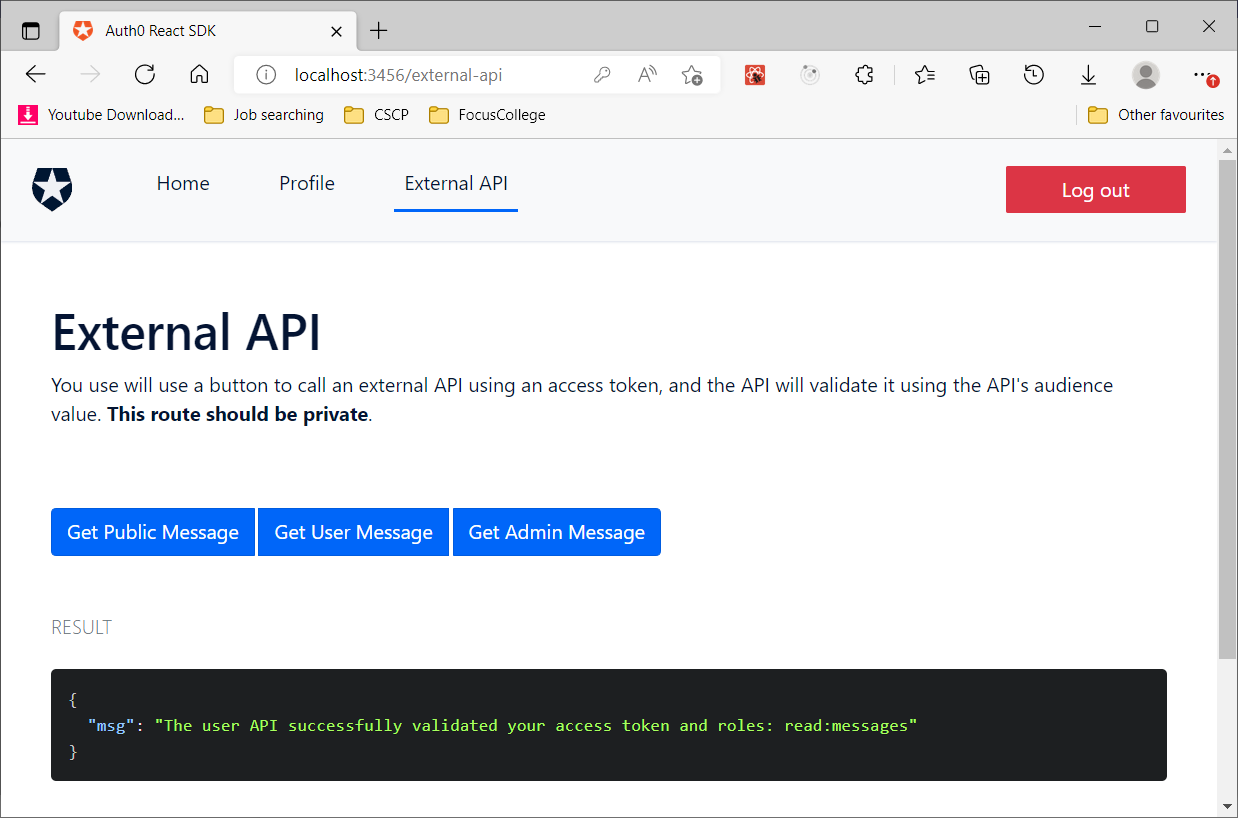 Auth0 React SDK
localhost:3456/external-api
Youtube Download... Job searching CSCP FocusCollege Other favourites
Home Profile External API Log out
External API
You use will use a button to call an external API using an access token, and the API will validate it using the API's audience
value. This route should be private.
Get Public Message Get User Message Get Admin Message
RESULT
{
"msg": "The user API successfully validated your access token and roles: read:messages"
}